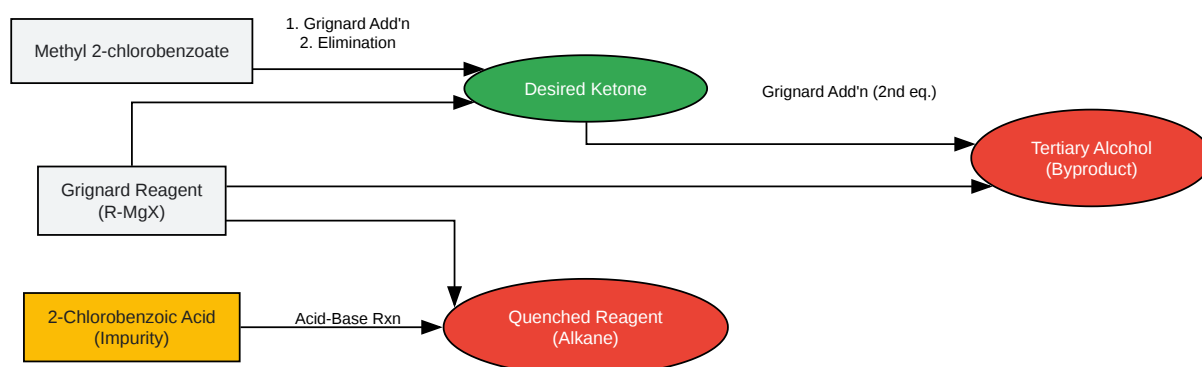 Methyl 2-chlorobenzoate
1. Grignard Add'n
2. Elimination
Desired Ketone
Grignard Add'n (2nd eq.)
Tertiary Alcohol
(Byproduct)
Grignard Reagent
(R-MgX)
2-Chlorobenzoic Acid
(Impurity)
Acid-Base Rxn
Quenched Reagent
(Alkane)